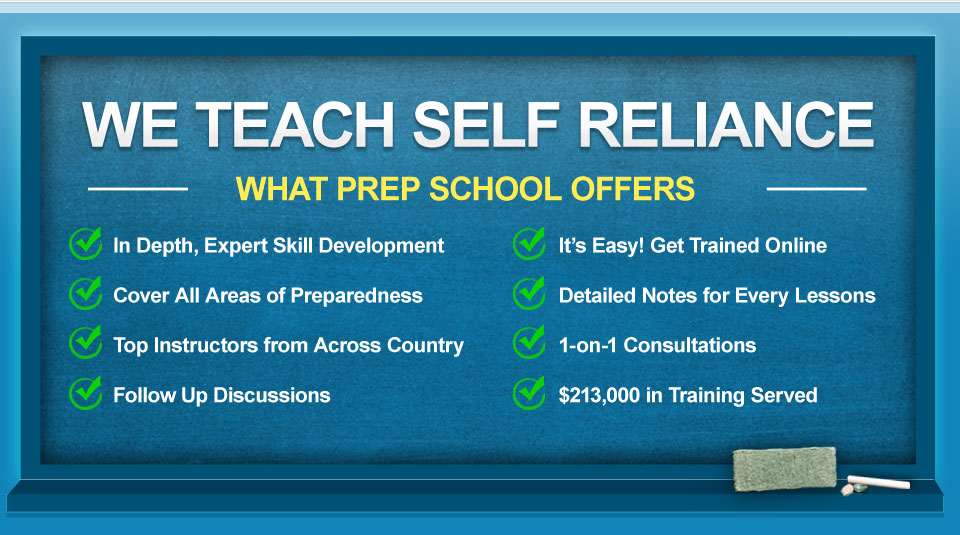 WE TEACH SELF RELIANCE
WHAT PREP SCHOOL OFFERS
In Depth, Expert Skill Development
Cover All Areas of Preparedness
Top Instructors from Across Country
Follow Up Discussions
It's Easy! Get Trained Online
Detailed Notes for Every Lessons
1-on-1 Consultations
$213,000 in Training Served